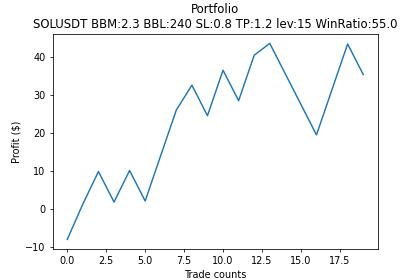 Portfolio
SOLUSDT BBM:2.3 BBL:240 SL:0.8 TP:1.2 lev:15 WinRatio:55.0
40
30
20
10
0
−10
Profit ($)
0.0 2.5 5.0 7.5 10.0 12.5 15.0 17.5
Trade counts